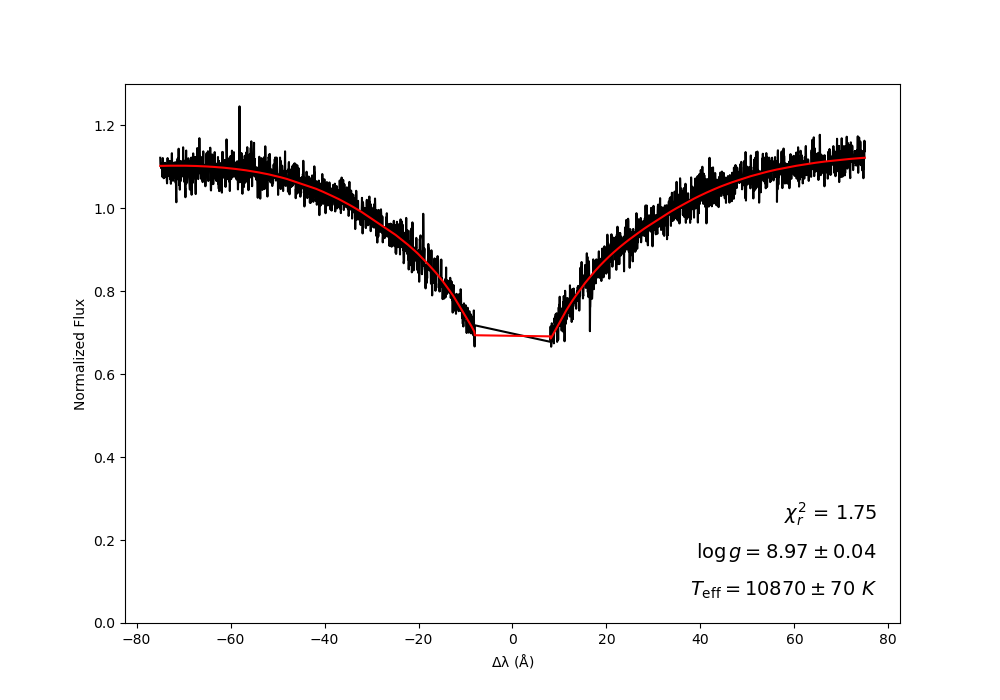 1.2
1.0
0.8
0.6
0.4
0.2
0.0
Normalized Flux
χ²ᵣ = 1.75
log g = 8.97 ± 0.04
T_eff = 10870 ± 70 K
−80 −60 −40 −20 0 20 40 60 80
Δλ (Å)